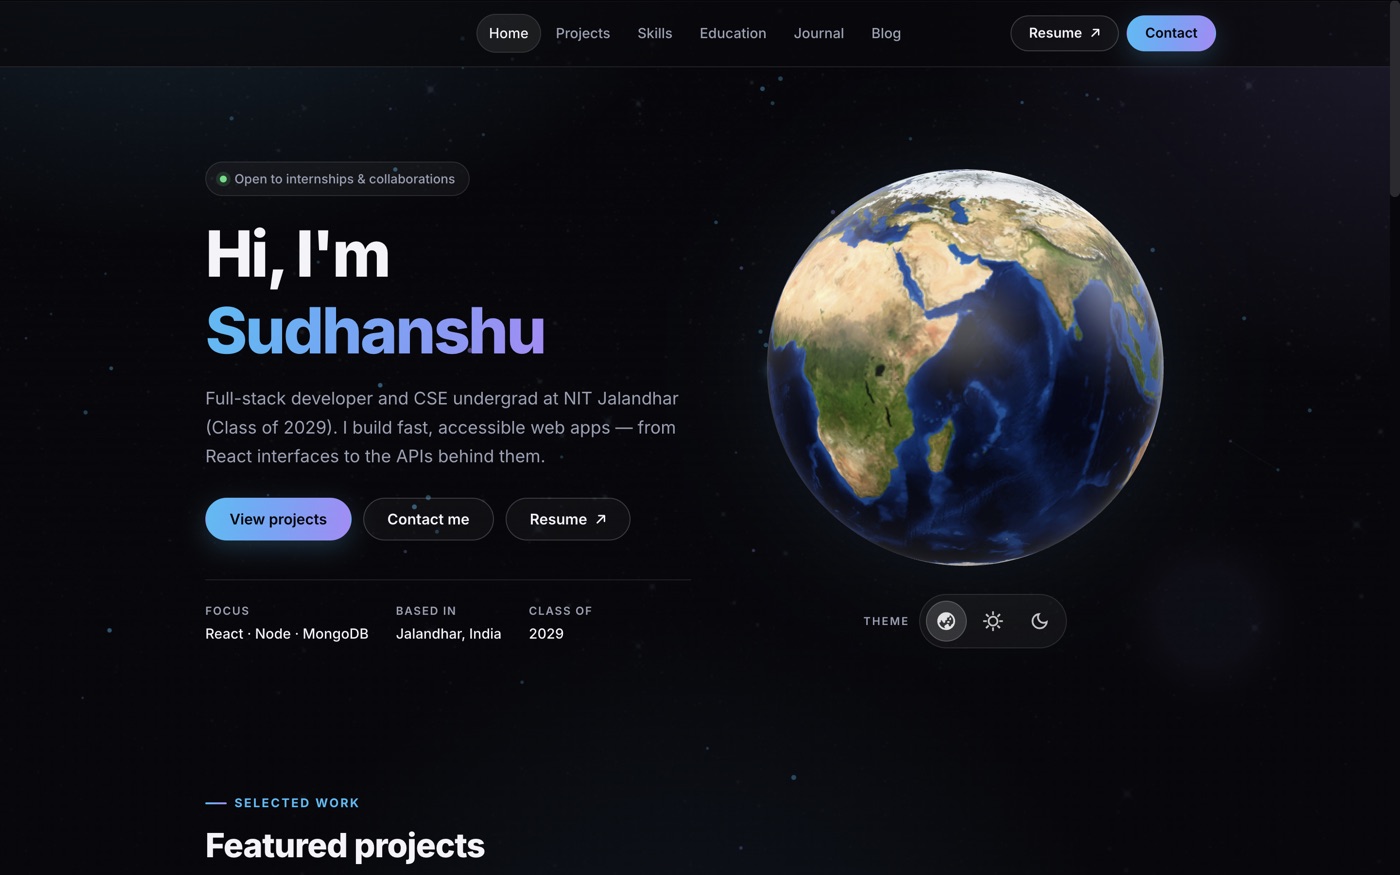 Home Projects Skills Education Journal Blog Resume ↗ Contact
Open to internships & collaborations
Hi, I'm
Sudhanshu
Full-stack developer and CSE undergrad at NIT Jalandhar
(Class of 2029). I build fast, accessible web apps — from
React interfaces to the APIs behind them.
View projects Contact me Resume ↗
FOCUS BASED IN CLASS OF
React · Node · MongoDB Jalandhar, India 2029
THEME
SELECTED WORK
Featured projects